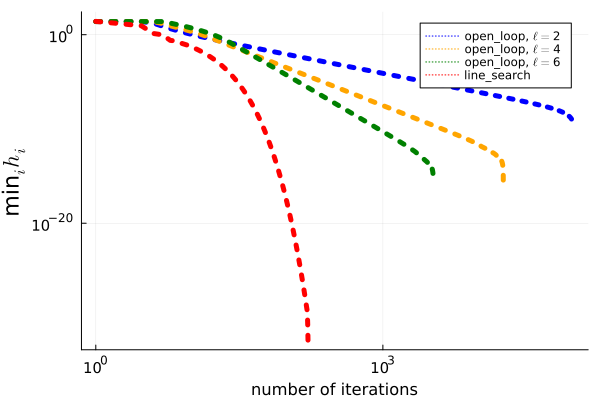 10^0
10^{-20}
min_i h_i
10^0
10^3
number of iterations
open_loop, ℓ = 2
open_loop, ℓ = 4
open_loop, ℓ = 6
line_search